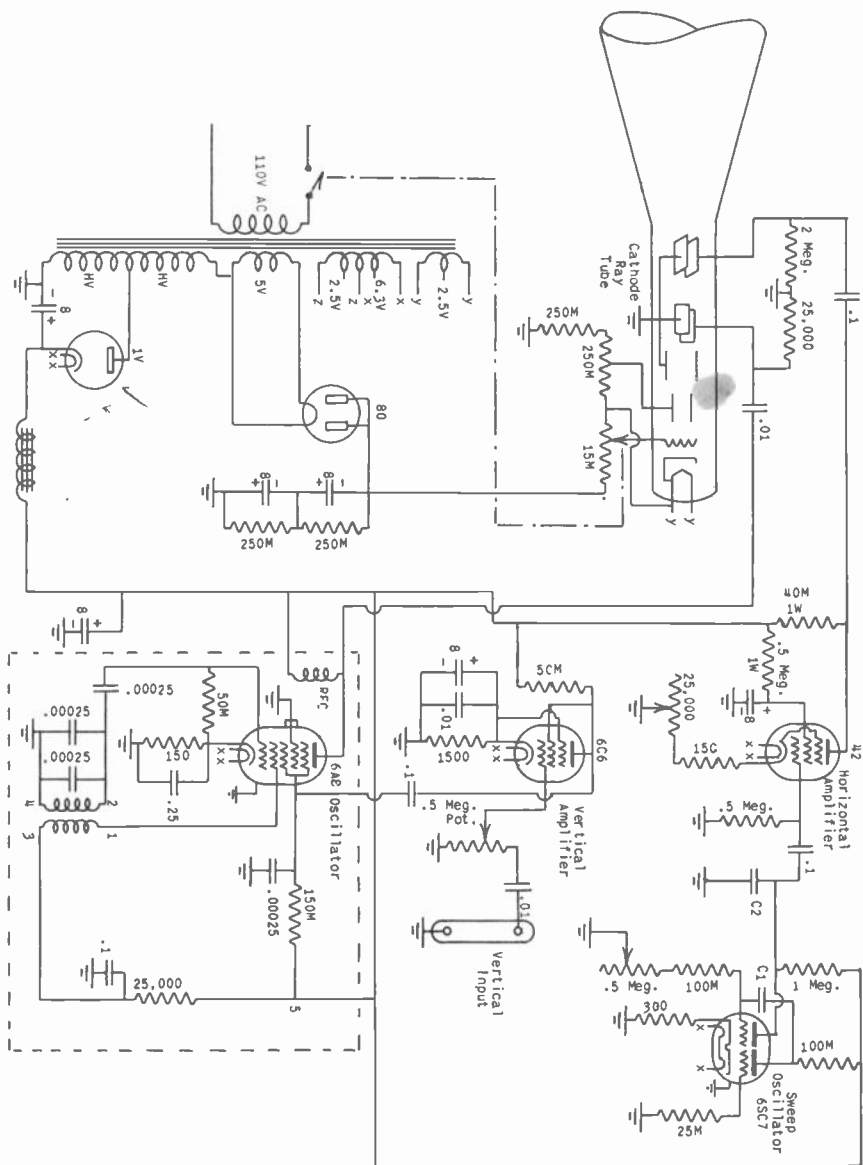 Cathode
Ray
Tube
2 Meg.
25,000
.1
.01
250M
250M
15M
y
y
110V AC
HV
HV
5V
2.5V
6.3V
2.5V
z
z
x
x
y
y
8
+
-
1V
x x
80
8
+
-
8
+
-
250M
250M
8
+
-
40M
1W
.5 Meg.
1W
25,000
8
+
-
15G
x x
42
Horizontal
Amplifier
.5 Meg.
.1
C2
5CM
8
+
-
.01
1500
x x
6C6
Vertical
Amplifier
.5 Meg.
Pot.
.1
.01
Vertical
Input
RFC
.00025
.00025
.00025
50M
150
.25
x x
6A8 Oscillator
4
2
3
1
150M
.00025
.1
25,000
5
.5 Meg.
100M
C1
1 Meg.
300
x
x
100M
25M
Sweep
Oscillator
6SC7